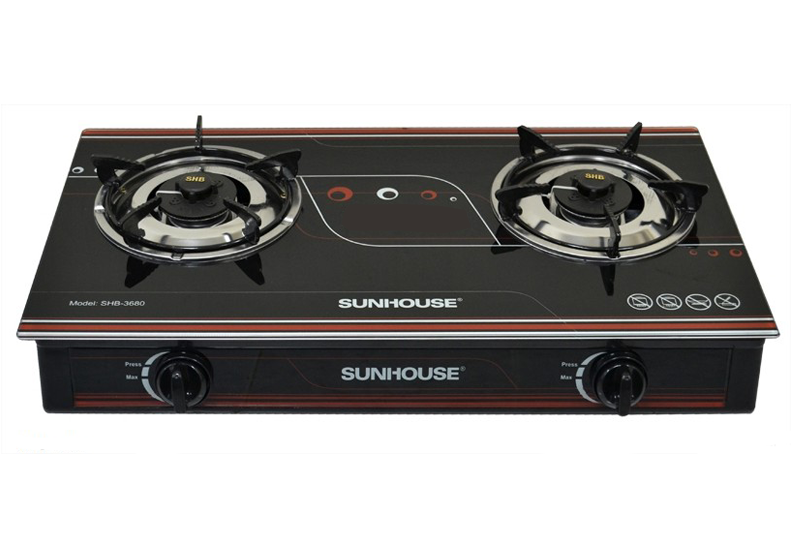 SHB
SHB
Model: SHB-3680
SUNHOUSE®
Press
Max
SUNHOUSE®
Press
Max